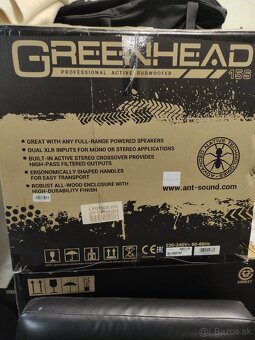 GREENHEAD
15S
PROFESSIONAL ACTIVE SUBWOOFER
• GREAT WITH ANY FULL-RANGE POWERED SPEAKERS
• DUAL XLR INPUTS FOR MONO OR STEREO APPLICATIONS
• BUILT-IN ACTIVE STEREO CROSSOVER PROVIDES
HIGH-PASS FILTERED OUTPUTS
• ERGONOMICALLY SHAPED HANDLES
FOR EASY TRANSPORT
• ROBUST ALL-WOOD ENCLOSURE WITH
HIGH-DURABILITY FINISH
www.ant-sound.com
220-240V~ 50-60Hz
CE
EAC
© Bazos.sk